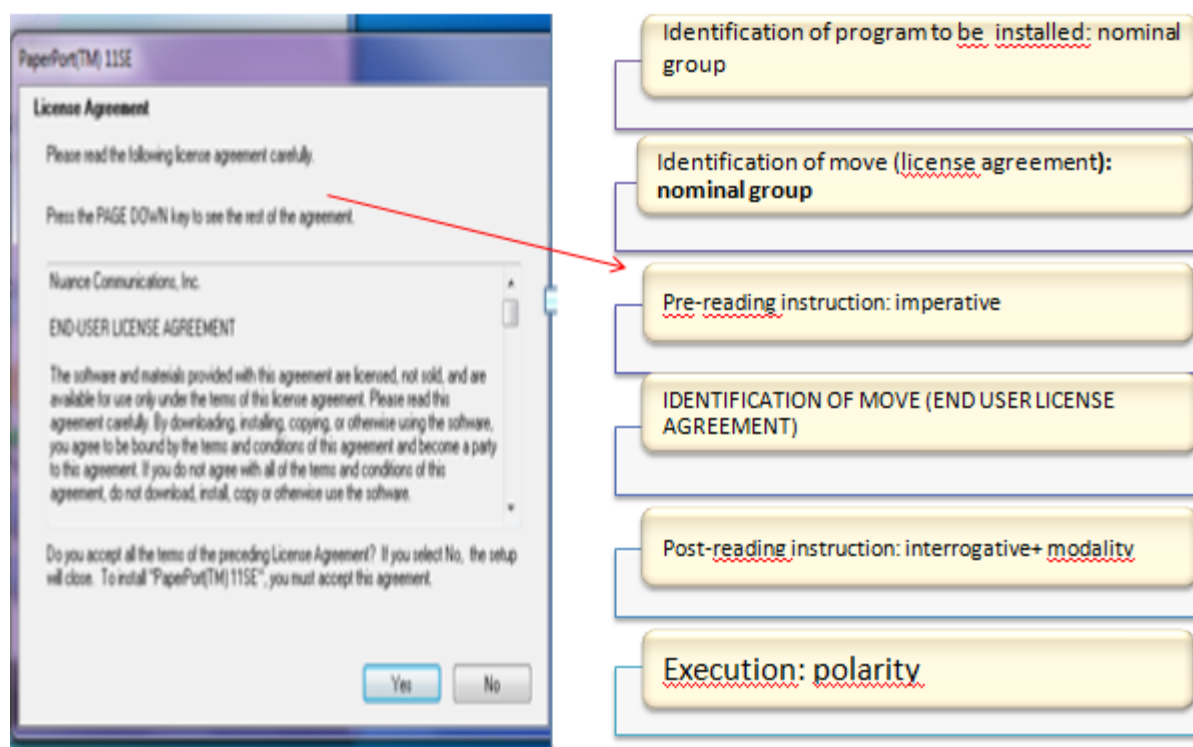 PaperPort(TM) 11SE
License Agreement
Please read the following license agreement carefully.
Press the PAGE DOWN key to see the rest of the agreement.
Nuance Communications, Inc.
END-USER LICENSE AGREEMENT
The software and materials provided with this agreement are licensed, not sold, and are
available for use only under the terms of this license agreement. Please read this
agreement carefully. By downloading, installing, copying, or otherwise using the software,
you agree to be bound by the terms and conditions of this agreement and become a party
to this agreement. If you do not agree with all of the terms and conditions of this
agreement, do not download, install, copy or otherwise use the software.
Do you accept all the terms of the preceding License Agreement? If you select No, the setup
will close. To install "PaperPort(TM) 11SE", you must accept this agreement.
Yes
No
Identification of program to be installed: nominal
group
Identification of move (license agreement):
nominal group
Pre-reading instruction: imperative
IDENTIFICATION OF MOVE (END USER LICENSE
AGREEMENT)
Post-reading instruction: interrogative+ modality
Execution: polarity